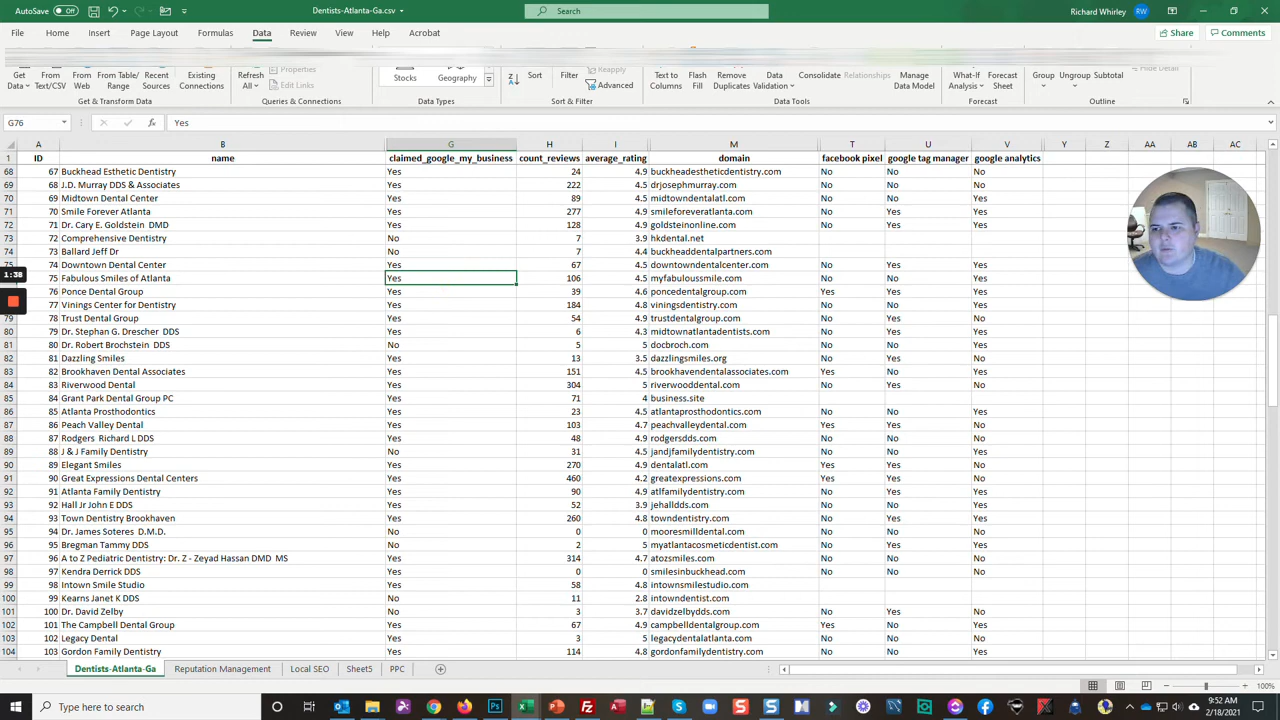 AutoSave Off Dentists-Atlanta-Ga.csv Search Richard Whirley RW
File Home Insert Page Layout Formulas Data Review View Help Acrobat Share Comments
Properties Stocks Geography Reapply Hide Detail
Get Data From Text/CSV From Web From Table/Range Recent Sources Existing Connections Refresh All Edit Links Sort Filter Advanced Text to Columns Flash Fill Remove Duplicates Data Validation Consolidate Relationships Manage Data Model What-If Analysis Forecast Sheet Group Ungroup Subtotal
Get & Transform Data Queries & Connections Data Types Sort & Filter Data Tools Forecast Outline
G76 fx Yes
A B G H I M T U V Y Z AA AB AC
1 ID name claimed_google_my_business count_reviews average_rating domain facebook pixel google tag manager google analytics
68 67 Buckhead Esthetic Dentistry Yes 24 4.9 buckheadestheticdentistry.com No No No
69 68 J.D. Murray DDS & Associates Yes 222 4.5 drjosephmurray.com No No No
70 69 Midtown Dental Center Yes 89 4.5 midtowndentalatl.com No No No
71 70 Smile Forever Atlanta Yes 277 4.9 smileforeveratlanta.com No Yes Yes
72 71 Dr. Cary E. Goldstein DMD Yes 128 4.9 goldsteinonline.com No No Yes
73 72 Comprehensive Dentistry No 7 3.9 hkdental.net
74 73 Ballard Jeff Dr No 7 4.4 buckheaddentalpartners.com
75 74 Downtown Dental Center Yes 67 4.5 downtowndentalcenter.com No Yes Yes
1:38
76 75 Fabulous Smiles of Atlanta Yes 106 4.5 myfabuloussmile.com No No Yes
77 76 Ponce Dental Group Yes 39 4.6 poncedentalgroup.com Yes Yes Yes
77 Vinings Center for Dentistry Yes 184 4.8 viningsdentistry.com No No Yes
79 78 Trust Dental Group Yes 54 4.9 trustdentalgroup.com No Yes Yes
80 79 Dr. Stephan G. Drescher DDS Yes 6 4.3 midtownatlantadentists.com No Yes Yes
81 80 Dr. Robert Brochstein DDS No 5 5 docbroch.com No No Yes
82 81 Dazzling Smiles Yes 13 3.5 dazzlingsmiles.org No Yes No
83 82 Brookhaven Dental Associates Yes 151 4.5 brookhavendentalassociates.com Yes Yes Yes
84 83 Riverwood Dental Yes 304 5 riverwooddental.com No Yes No
85 84 Grant Park Dental Group PC Yes 71 4 business.site
86 85 Atlanta Prosthodontics Yes 23 4.5 atlantaprosthodontics.com No No Yes
87 86 Peach Valley Dental Yes 103 4.7 peachvalleydental.com Yes Yes Yes
88 87 Rodgers Richard L DDS Yes 48 4.9 rodgersdds.com No No No
89 88 J & J Family Dentistry No 31 4.5 jandjfamilydentistry.com No No Yes
90 89 Elegant Smiles Yes 270 4.9 dentalatl.com Yes Yes No
91 90 Great Expressions Dental Centers Yes 460 4.2 greatexpressions.com Yes Yes No
92 91 Atlanta Family Dentistry Yes 90 4.9 atlfamilydentistry.com No No Yes
93 92 Hall Jr John E DDS Yes 52 3.9 jehalldds.com No No Yes
94 93 Town Dentistry Brookhaven Yes 260 4.8 towndentistry.com No Yes Yes
95 94 Dr. James Soteres D.M.D. No 0 0 mooresmilldental.com No No No
96 95 Bregman Tammy DDS No 2 5 myatlantacosmeticdentist.com No Yes Yes
97 96 A to Z Pediatric Dentistry: Dr. Z - Zeyad Hassan DMD MS Yes 314 4.7 atozsmiles.com No No Yes
98 97 Kendra Derrick DDS Yes 0 0 smilesinbuckhead.com No No No
99 98 Intown Smile Studio Yes 58 4.8 intownsmilestudio.com
100 99 Kearns Janet K DDS No 11 2.8 intowndentist.com
101 100 Dr. David Zelby No 3 3.7 davidzelbydds.com No Yes No
102 101 The Campbell Dental Group Yes 67 4.9 campbelldentalgroup.com Yes No No
103 102 Legacy Dental Yes 3 5 legacydentalatlanta.com No No No
104 103 Gordon Family Dentistry Yes 114 4.8 gordonfamilydentistry.com No No Yes
Dentists-Atlanta-Ga Reputation Management Local SEO Sheet5 PPC
100%
Type here to search 9:52 AM
2/18/2021